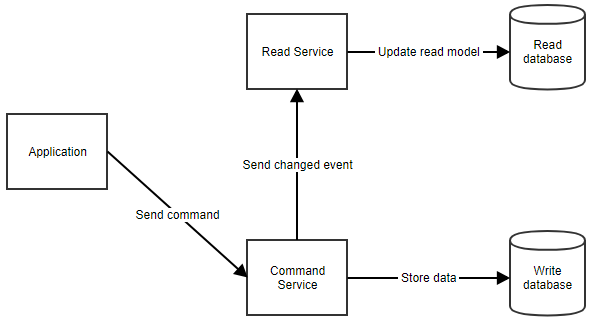 Read Service
Update read model
Read
database
Application
Send changed event
Send command
Command
Service
Store data
Write
database